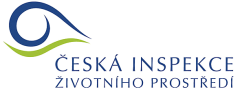 ČESKÁ INSPEKCE
ŽIVOTNÍHO PROSTŘEDÍ